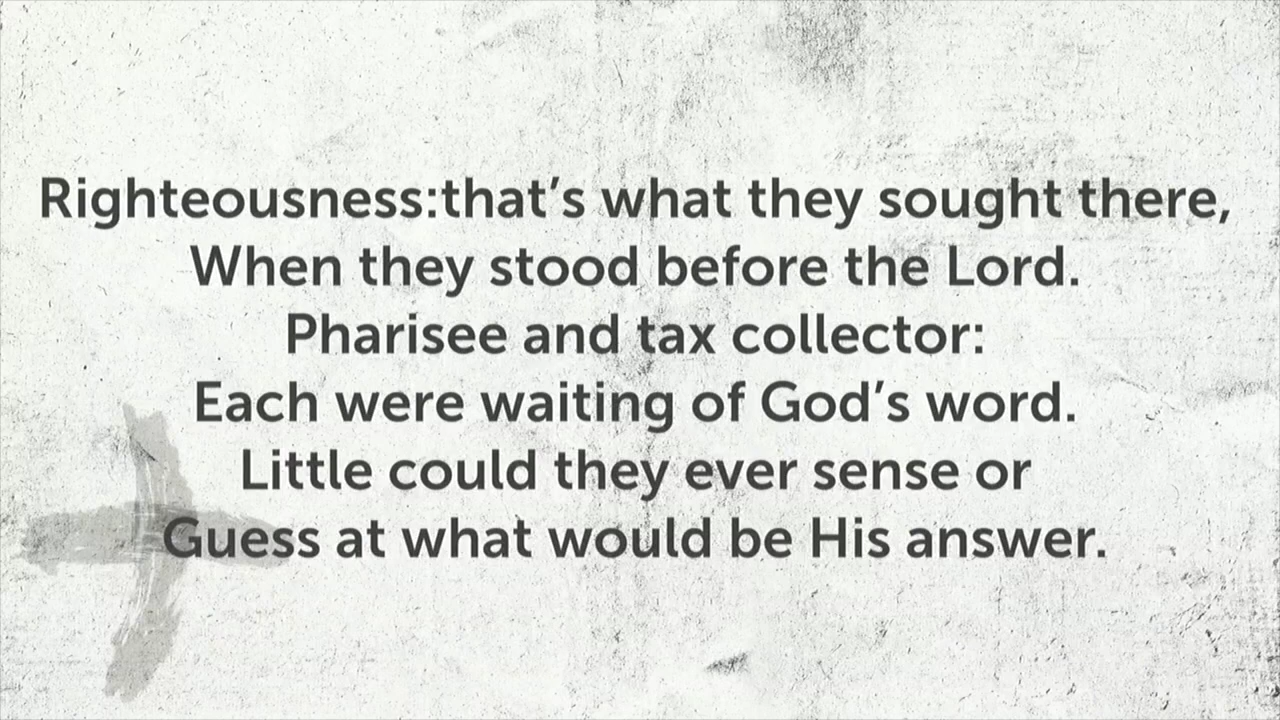 Righteousness:that’s what they sought there,
When they stood before the Lord.
Pharisee and tax collector:
Each were waiting of God’s word.
Little could they ever sense or
Guess at what would be His answer.